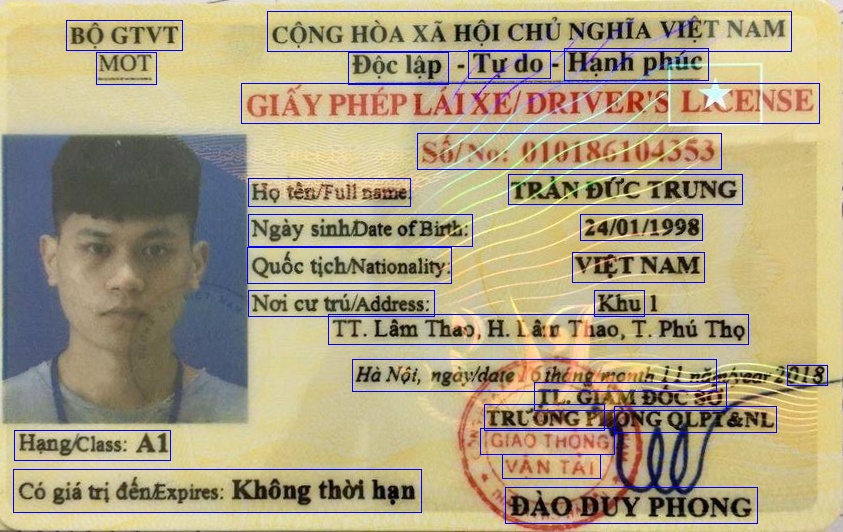 BỘ GTVT
MOT
CỘNG HÒA XÃ HỘI CHỦ NGHĨA VIỆT NAM
Độc lập - Tự do - Hạnh phúc
GIẤY PHÉP LÁI XE/ DRIVER'S LICENSE
Số/No: 010186104353
Họ tên/Full name: TRẦN ĐỨC TRUNG
Ngày sinh/Date of Birth: 24/01/1998
Quốc tịch/Nationality: VIỆT NAM
Nơi cư trú/Address: Khu 1
TT. Lâm Thao, H. Lâm Thao, T. Phú Thọ
Hà Nội, ngày/date 16 tháng/month 11 năm/year 2018
TL. GIÁM ĐỐC SỞ
TRƯỞNG PHÒNG QLPT&NL
GIAO THÔNG
VẬN TẢI
Hạng/Class: A1
Có giá trị đến/Expires: Không thời hạn
ĐÀO DUY PHONG